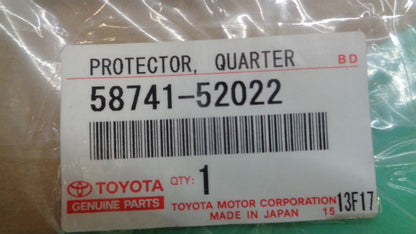 PROTECTOR, QUARTER BD
58741-52022
TOYOTA QTY: 1
GENUINE PARTS
TOYOTA MOTOR CORPORATION 13F17
MADE IN JAPAN 15